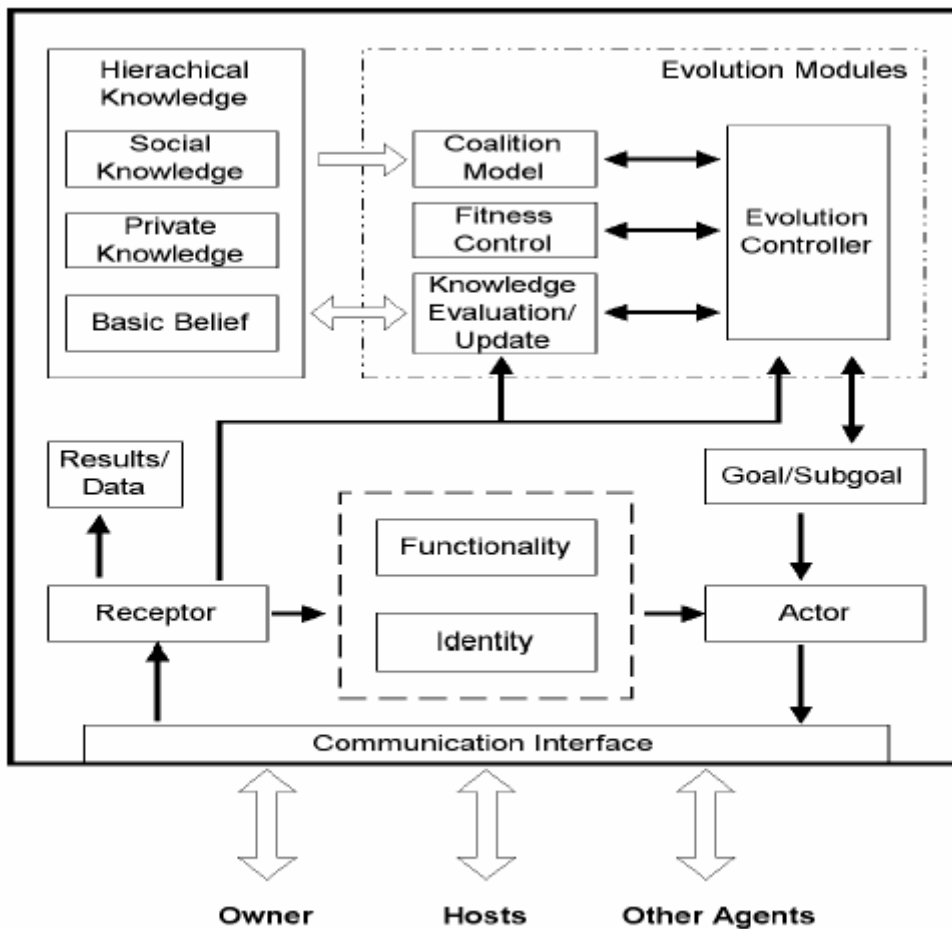 Hierachical
Knowledge
Social
Knowledge
Private
Knowledge
Basic Belief
Evolution Modules
Coalition
Model
Fitness
Control
Knowledge
Evaluation/
Update
Evolution
Controller
Results/
Data
Goal/Subgoal
Functionality
Identity
Receptor
Actor
Communication Interface
Owner
Hosts
Other Agents